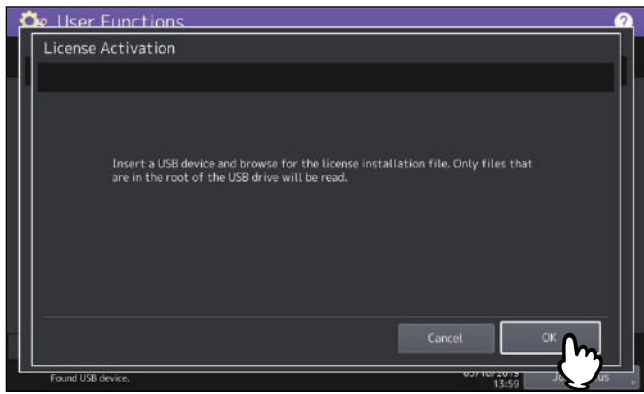 User Functions
License Activation
Insert a USB device and browse for the license installation file. Only files that
are in the root of the USB drive will be read.
Cancel
OK
Found USB device.
13:59